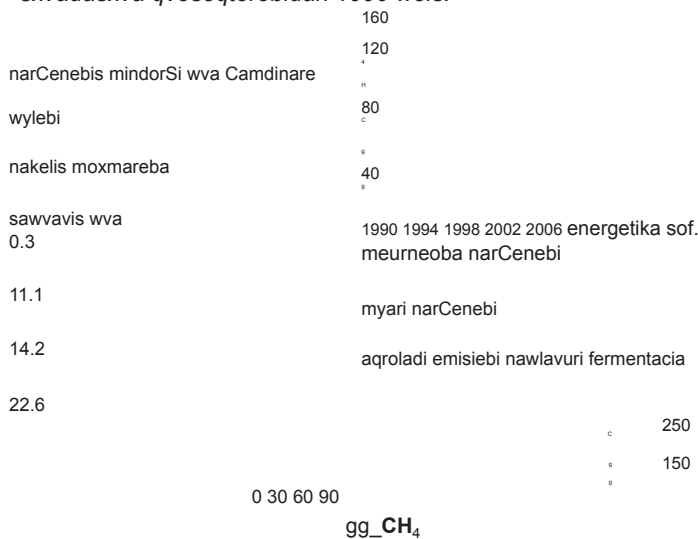 160
120
4
narCenebis mindorSi wva Camdinare
H
80
wylebi
C
g
nakelis moxmareba
40
g
sawvavis wva
0.3
1990 1994 1998 2002 2006 energetika sof.
meurneoba narCenebi
11.1
myari narCenebi
14.2
aqroladi emisiebi nawlavuri fermentacia
22.6
250
C
150
g
g
0 30 60 90
gg_CH₄